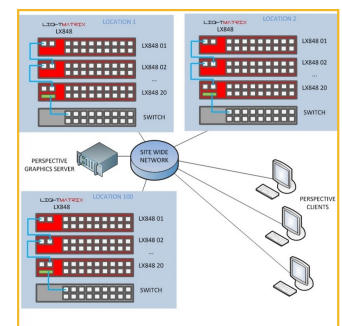 LOCATION 1
LIGHTMATRIX
LX848
LX848 01
LX848 02
...
LX848 20
SWITCH
LOCATION 2
LIGHTMATRIX
LX848
LX848 01
LX848 02
...
LX848 20
SWITCH
PERSPECTIVE
GRAPHICS SERVER
SITE WIDE
NETWORK
PERSPECTIVE
CLIENTS
LOCATION 100
LIGHTMATRIX
LX848
LX848 01
LX848 02
...
LX848 20
SWITCH